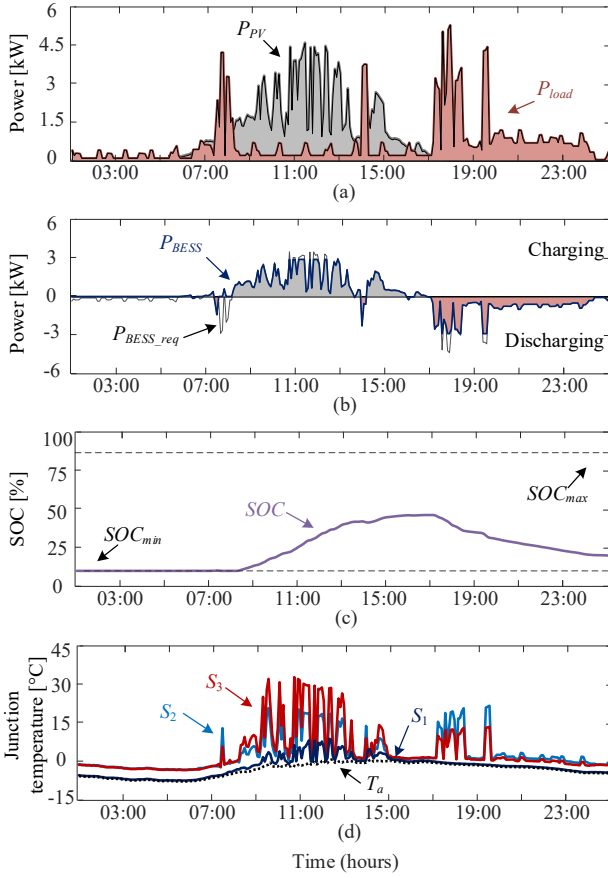 6
P_PV
4.5
Power [kW]
3
P_load
1.5
0
03:00 07:00 11:00 15:00 19:00 23:00
(a)
6
P_BESS
Charging
3
Power [kW]
0
-3
P_BESS_req
Discharging
-6
03:00 07:00 11:00 15:00 19:00 23:00
(b)
100
75
SOC [%]
SOC_max
SOC
50
SOC_min
25
0
03:00 07:00 11:00 15:00 19:00 23:00
(c)
45
Junction
temperature [°C]
S_3
30
S_2
S_1
15
0
T_a
-15
03:00 07:00 11:00 15:00 19:00 23:00
(d)
Time (hours)